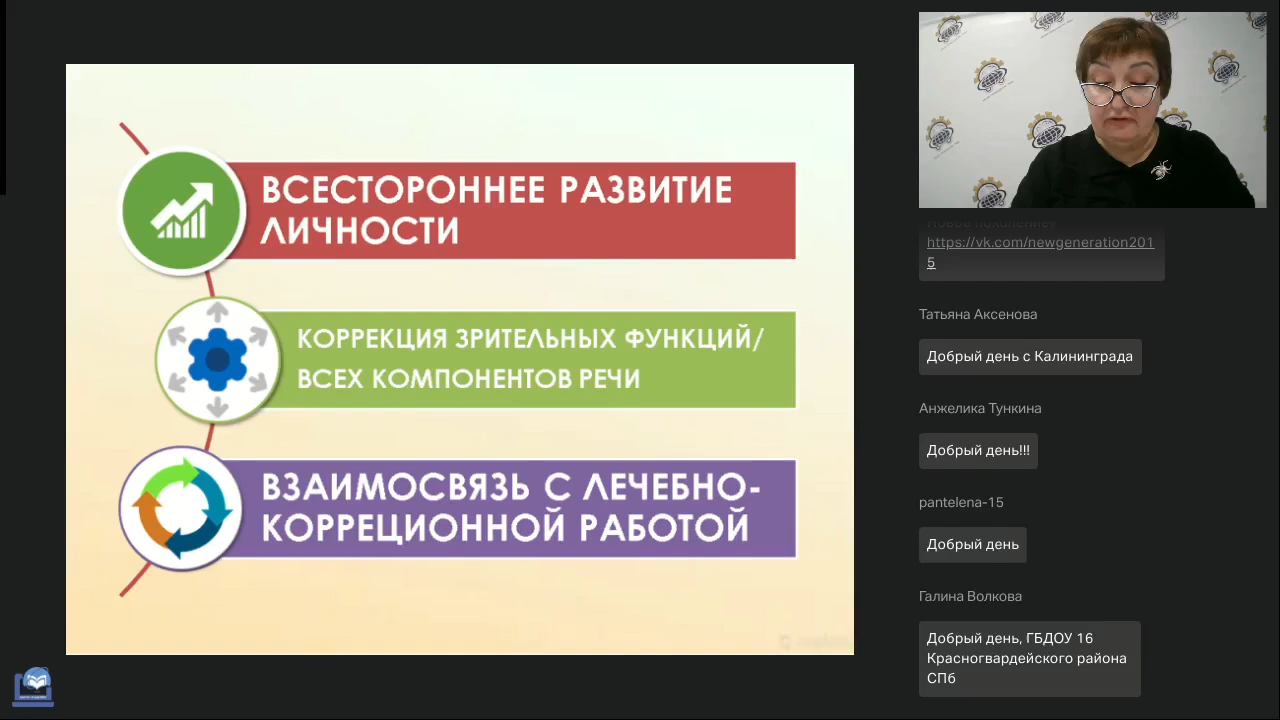 ВСЕСТОРОННЕЕ РАЗВИТИЕ
ЛИЧНОСТИ
КОРРЕКЦИЯ ЗРИТЕЛЬНЫХ ФУНКЦИЙ/
ВСЕХ КОМПОНЕНТОВ РЕЧИ
ВЗАИМОСВЯЗЬ С ЛЕЧЕБНО-
КОРРЕЦИОННОЙ РАБОТОЙ
https://vk.com/newgeneration201
5
Татьяна Аксенова
Добрый день с Калининграда
Анжелика Тункина
Добрый день!!!
pantelena-15
Добрый день
Галина Волкова
Добрый день, ГБДОУ 16
Красногвардейского района
СПб